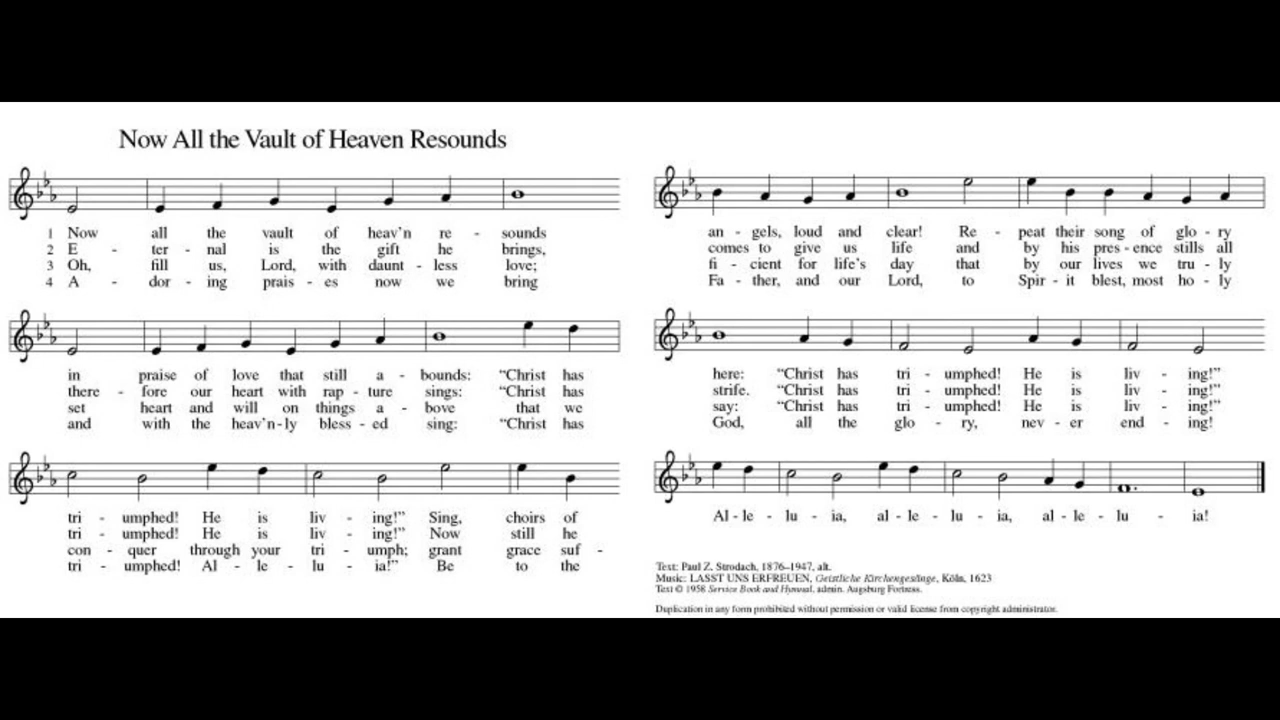 Now All the Vault of Heaven Resounds
1 Now all the vault of heav'n re - sounds
2 E - ter - nal is the gift he brings,
3 Oh, fill us, Lord, with daunt - less love;
4 A - dor - ing prais - es now we bring
in praise of love that still a - bounds: “Christ has
there - fore our heart with rap - ture sings: “Christ has
set heart and will on things a - bove that we
and with the heav'n-ly bless - ed sing: “Christ has
tri - umphed! He is liv - ing!” Sing, choirs of
tri - umphed! He is liv - ing!” Now still he
con - quer through your tri - umph; grant grace suf -
tri - umphed! Al - le - lu - ia!” Be to the
an - gels, loud and clear! Re - peat their song of glo - ry
comes to give us life and by his pres - ence stills all
fi - cient for life's day that by our lives we tru - ly
Fa - ther, and our Lord, to Spir - it blest, most ho - ly
here: “Christ has tri - umphed! He is liv - ing!”
strife. “Christ has tri - umphed! He is liv - ing!”
say: “Christ has tri - umphed! He is liv - ing!”
God, all the glo - ry, nev - er end - ing!
Al - le - lu - ia, al - le - lu - ia, al - le - lu - ia!
Text: Paul Z. Strodach, 1876–1947, alt.
Music: LASST UNS ERFREUEN, Geistliche Kirchengesänge, Köln, 1623
Text © 1958 Service Book and Hymnal, admin. Augsburg Fortress.
Duplication in any form prohibited without permission or valid license from copyright administrator.